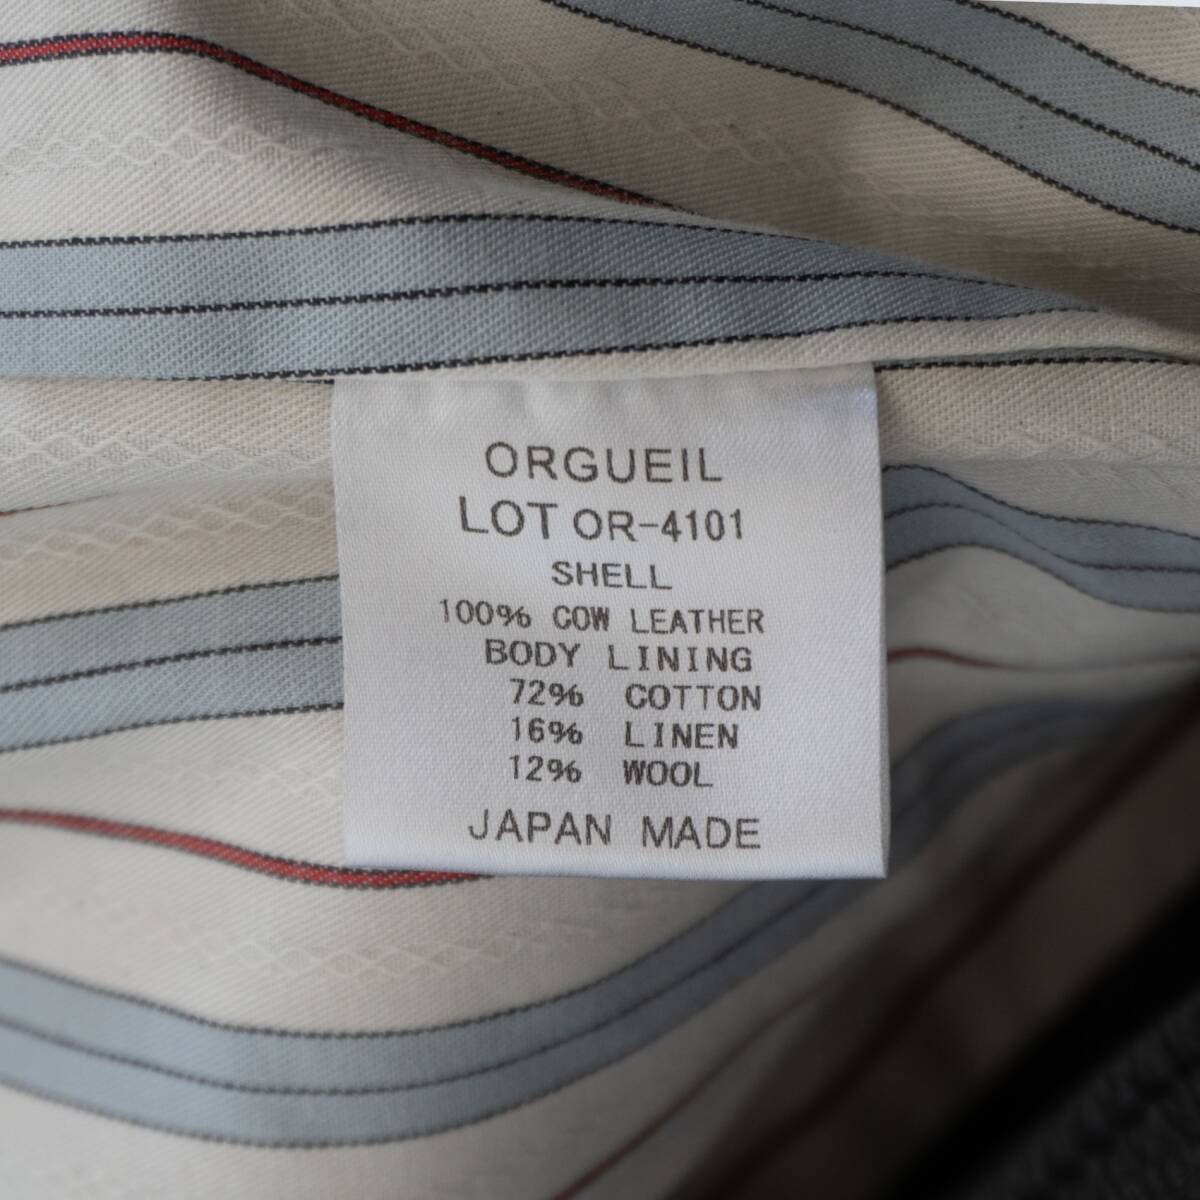 ORGUEIL
LOT OR-4101
SHELL
100% COW LEATHER
BODY LINING
72% COTTON
16% LINEN
12% WOOL
JAPAN MADE